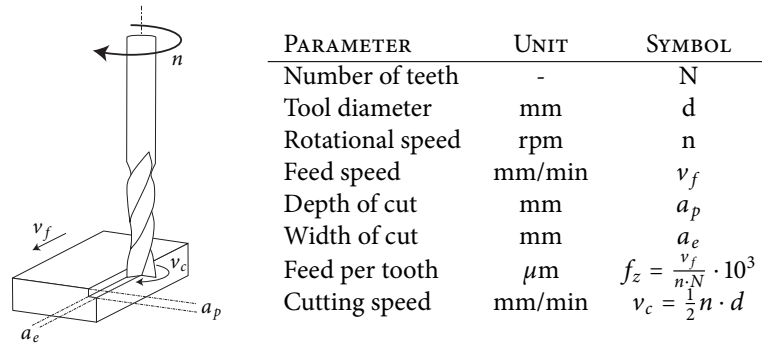 n
v_f
v_c
a_p
a_e
PARAMETER UNIT SYMBOL
Number of teeth - N
Tool diameter mm d
Rotational speed rpm n
Feed speed mm/min v_f
Depth of cut mm a_p
Width of cut mm a_e
Feed per tooth μm f_z = v_f/(n·N) · 10³
Cutting speed mm/min v_c = 1/2 n · d